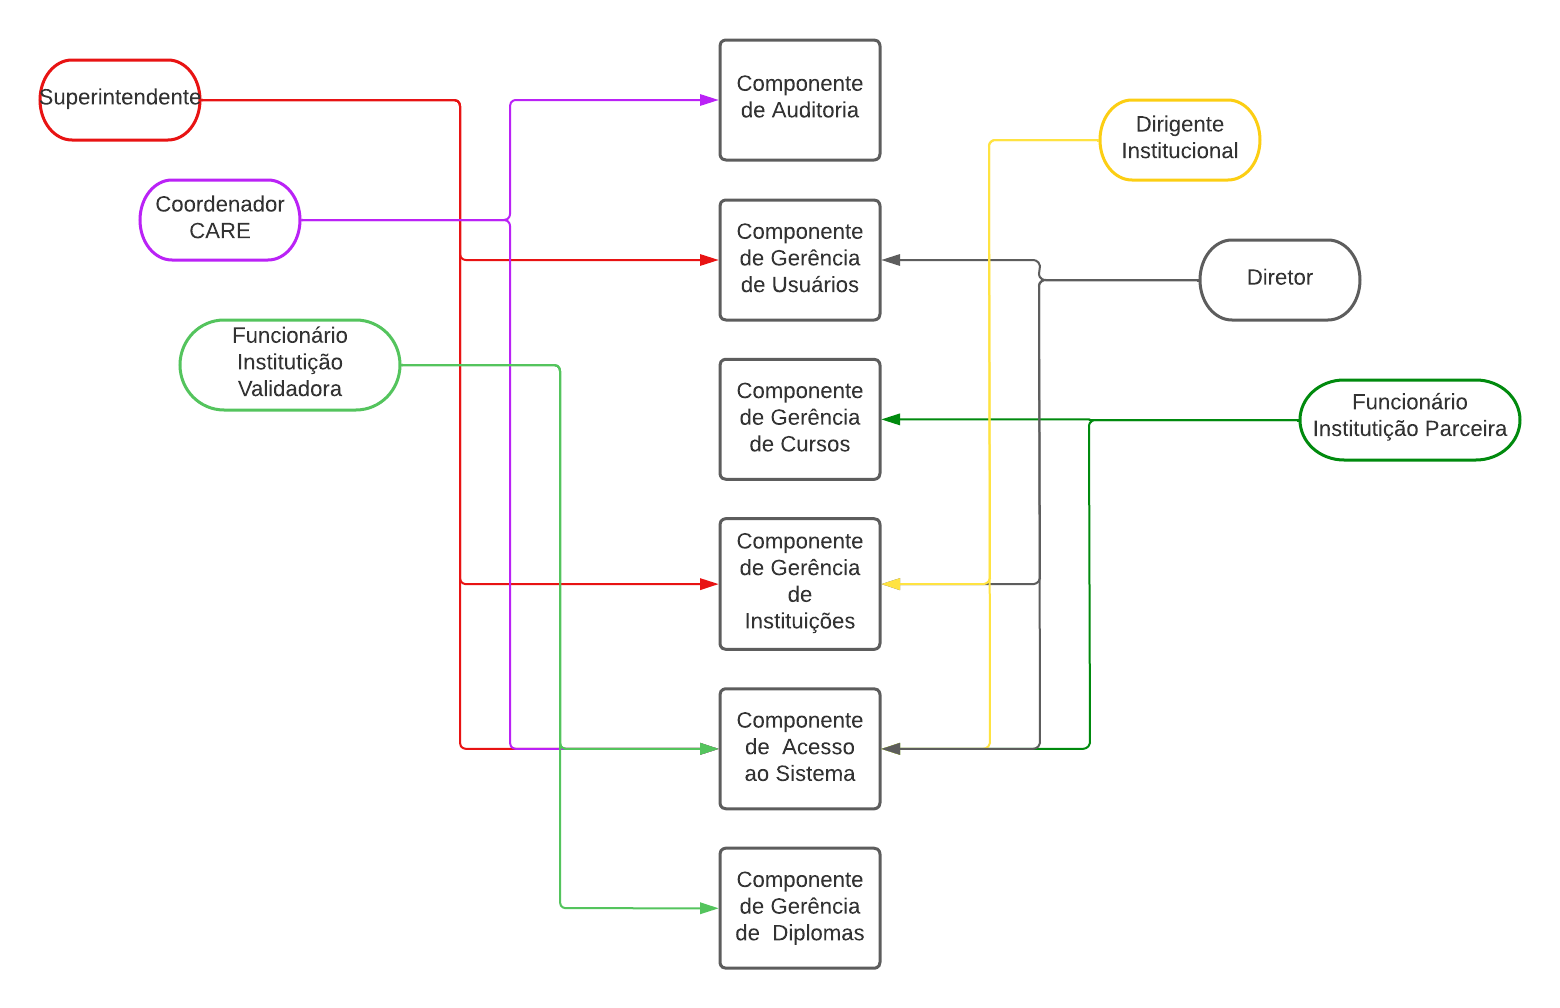 Superintendente
Coordenador
CARE
Funcionário
Institutição
Validadora
Componente
de Auditoria
Componente
de Gerência
de Usuários
Componente
de Gerência
de Cursos
Componente
de Gerência
de
Instituições
Componente
de  Acesso
ao Sistema
Componente
de Gerência
de  Diplomas
Dirigente
Institucional
Diretor
Funcionário
Institutição Parceira